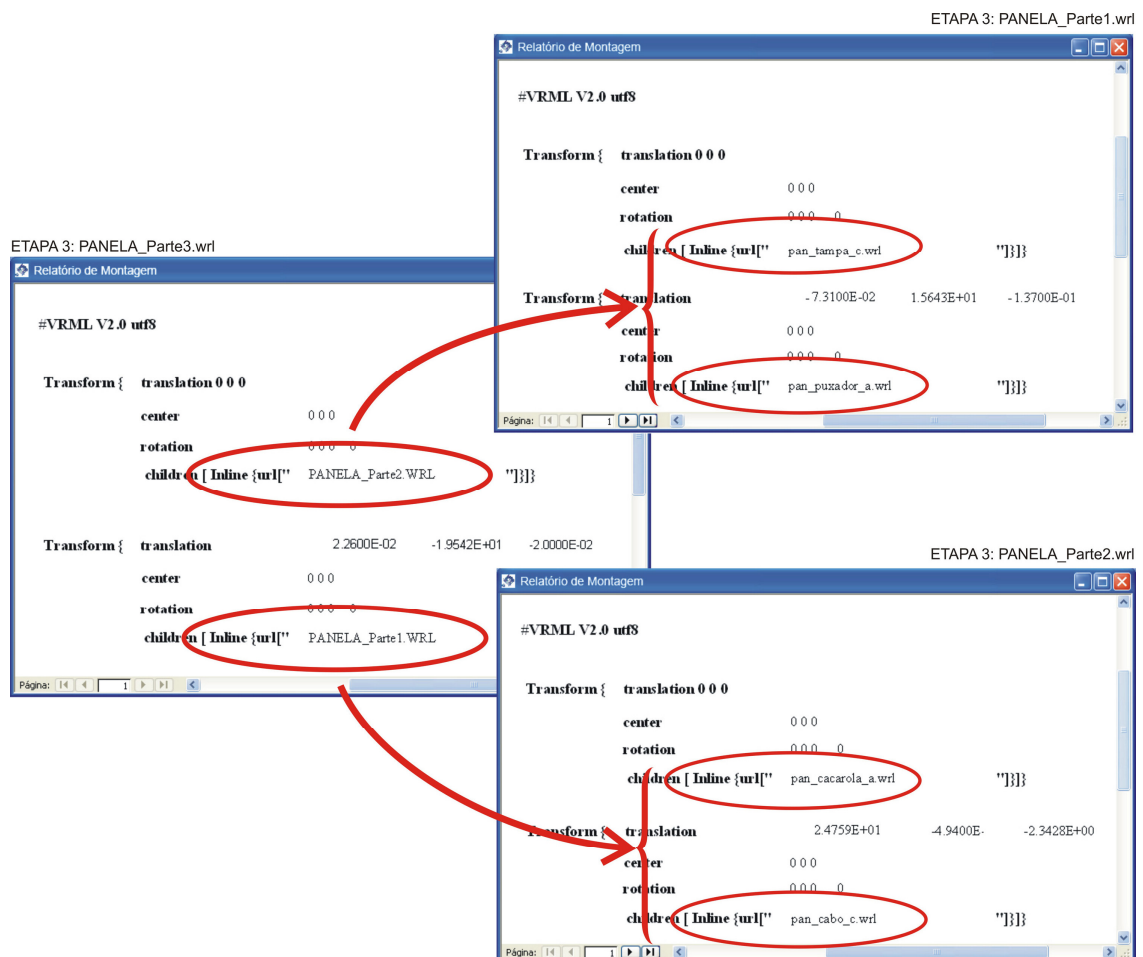 ETAPA 3: PANELA_Parte1.wrl
Relatório de Montagem
#VRML V2.0 utf8
Transform { translation 0 0 0
center 0 0 0
rotation 0 0 0 0
children [ Inline {url[" pan_tampa_c.wrl "]}]}
Transform { translation -7.3100E-02 1.5643E+01 -1.3700E-01
center 0 0 0
rotation 0 0 0 0
children [ Inline {url[" pan_puxador_a.wrl "]}]}
Página: 1
ETAPA 3: PANELA_Parte3.wrl
Relatório de Montagem
#VRML V2.0 utf8
Transform { translation 0 0 0
center 0 0 0
rotation 0 0 0 0
children [ Inline {url[" PANELA_Parte2.WRL "]}]}
Transform { translation 2.2600E-02 -1.9542E+01 -2.0000E-02
center 0 0 0
rotation 0 0 0 0
children [ Inline {url[" PANELA_Parte1.WRL
Página: 1
ETAPA 3: PANELA_Parte2.wrl
Relatório de Montagem
#VRML V2.0 utf8
Transform { translation 0 0 0
center 0 0 0
rotation 0 0 0 0
children [ Inline {url[" pan_cacarola_a.wrl "]}]}
Transform { translation 2.4759E+01 -4.9400E- -2.3428E+00
center 0 0 0
rotation 0 0 0 0
children [ Inline {url[" pan_cabo_c.wrl "]}]}
Página: 1